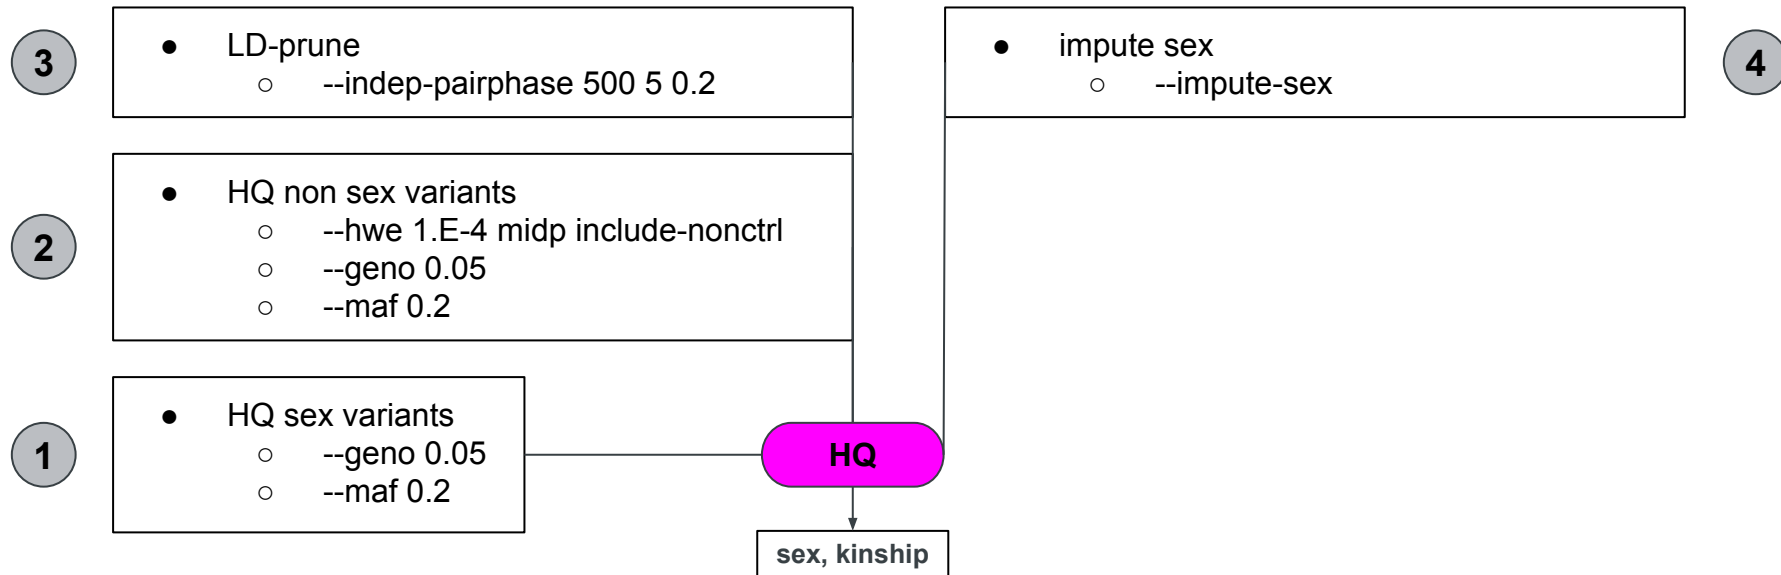 3
● LD-prune
○ --indep-pairphase 500 5 0.2
● impute sex
○ --impute-sex
4
2
● HQ non sex variants
○ --hwe 1.E-4 midp include-nonctrl
○ --geno 0.05
○ --maf 0.2
1
● HQ sex variants
○ --geno 0.05
○ --maf 0.2
HQ
sex, kinship